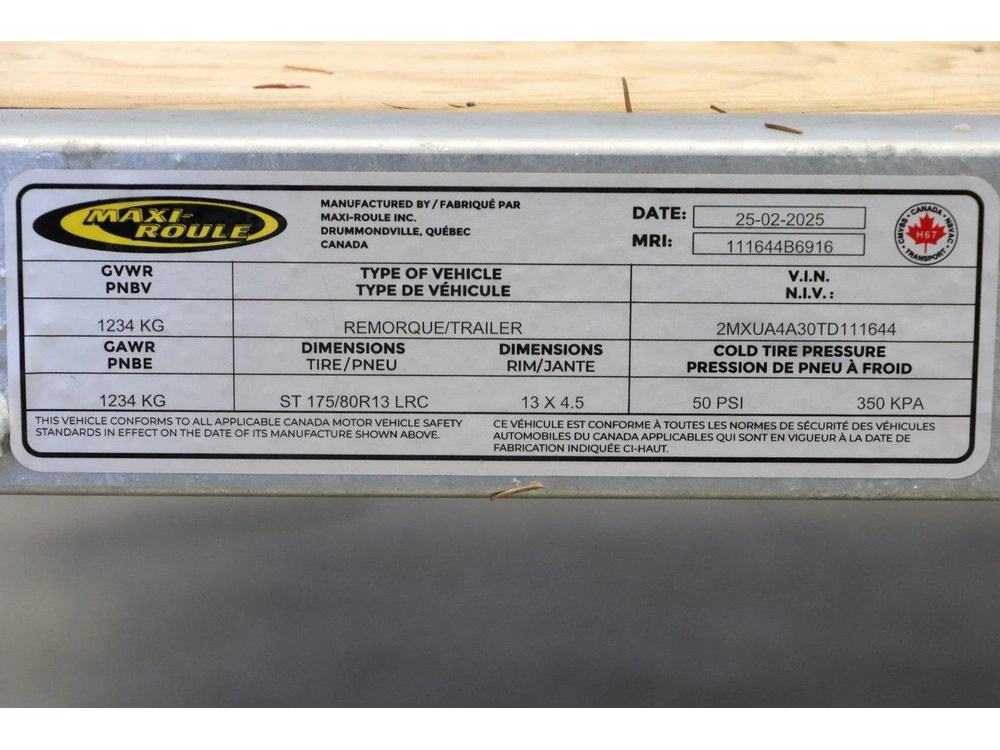 MAXI-
ROULE
MANUFACTURED BY / FABRIQUÉ PAR
MAXI-ROULE INC.
DRUMMONDVILLE, QUÉBEC
CANADA
DATE: 25-02-2025
MRI: 111644B6916
CANADA
CMVSS · NSVAC
H67
TRANSPORT
GVWR
PNBV
TYPE OF VEHICLE
TYPE DE VÉHICULE
V.I.N.
N.I.V. :
1234 KG REMORQUE/TRAILER 2MXUA4A30TD111644
GAWR
PNBE
DIMENSIONS
TIRE/PNEU
DIMENSIONS
RIM/JANTE
COLD TIRE PRESSURE
PRESSION DE PNEU À FROID
1234 KG ST 175/80R13 LRC 13 X 4.5 50 PSI 350 KPA
THIS VEHICLE CONFORMS TO ALL APPLICABLE CANADA MOTOR VEHICLE SAFETY
STANDARDS IN EFFECT ON THE DATE OF ITS MANUFACTURE SHOWN ABOVE.
CE VÉHICULE EST CONFORME À TOUTES LES NORMES DE SÉCURITÉ DES VÉHICULES
AUTOMOBILES DU CANADA APPLICABLES QUI SONT EN VIGUEUR À LA DATE DE
FABRICATION INDIQUÉE CI-HAUT.